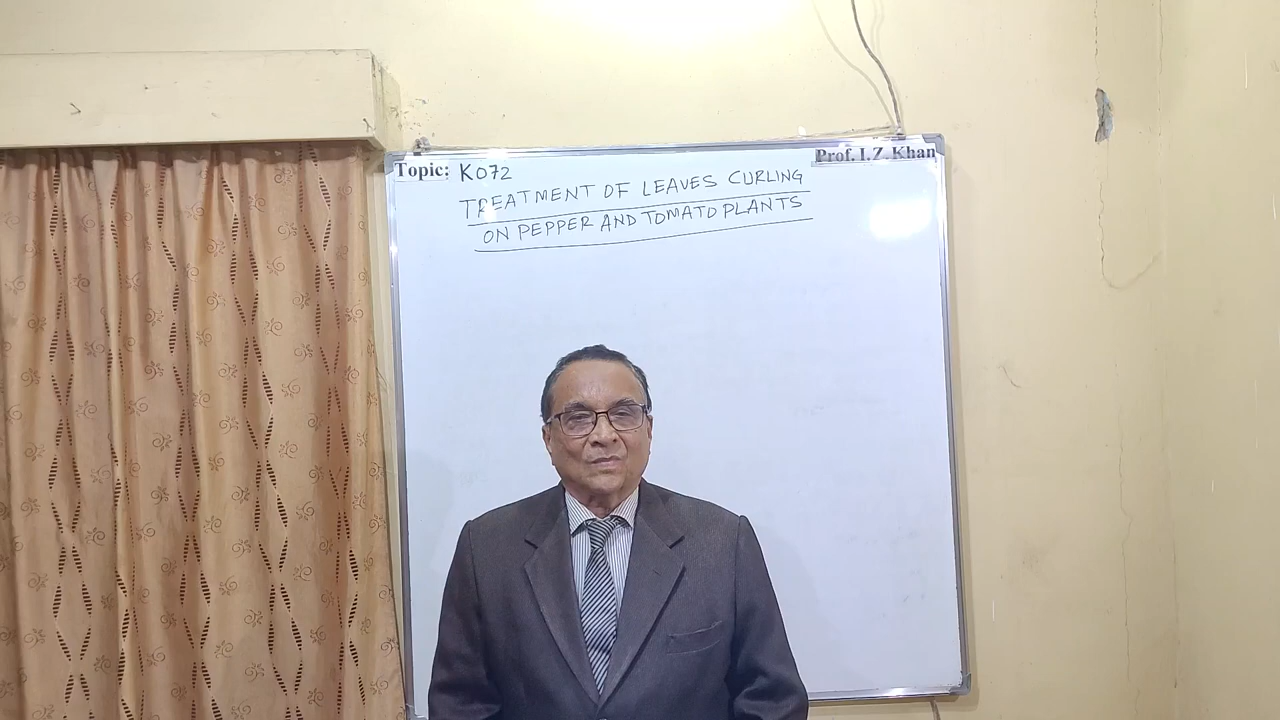 Topic: K072
Prof. I.Z. Khan
TREATMENT OF LEAVES CURLING
ON PEPPER AND TOMATO PLANTS